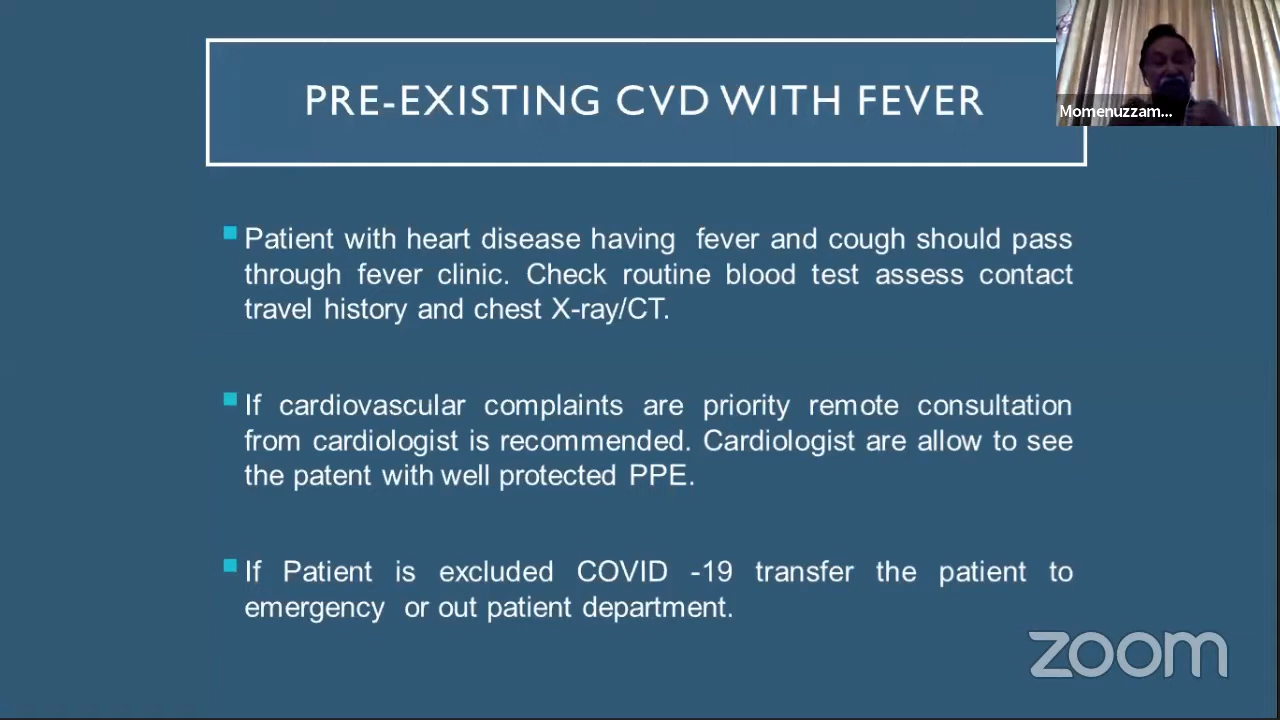 PRE-EXISTING CVD WITH FEVER
Momenuzzam...
Patient with heart disease having fever and cough should pass
through fever clinic. Check routine blood test assess contact
travel history and chest X-ray/CT.
If cardiovascular complaints are priority remote consultation
from cardiologist is recommended. Cardiologist are allow to see
the patent with well protected PPE.
If Patient is excluded COVID -19 transfer the patient to
emergency or out patient department.
zoom